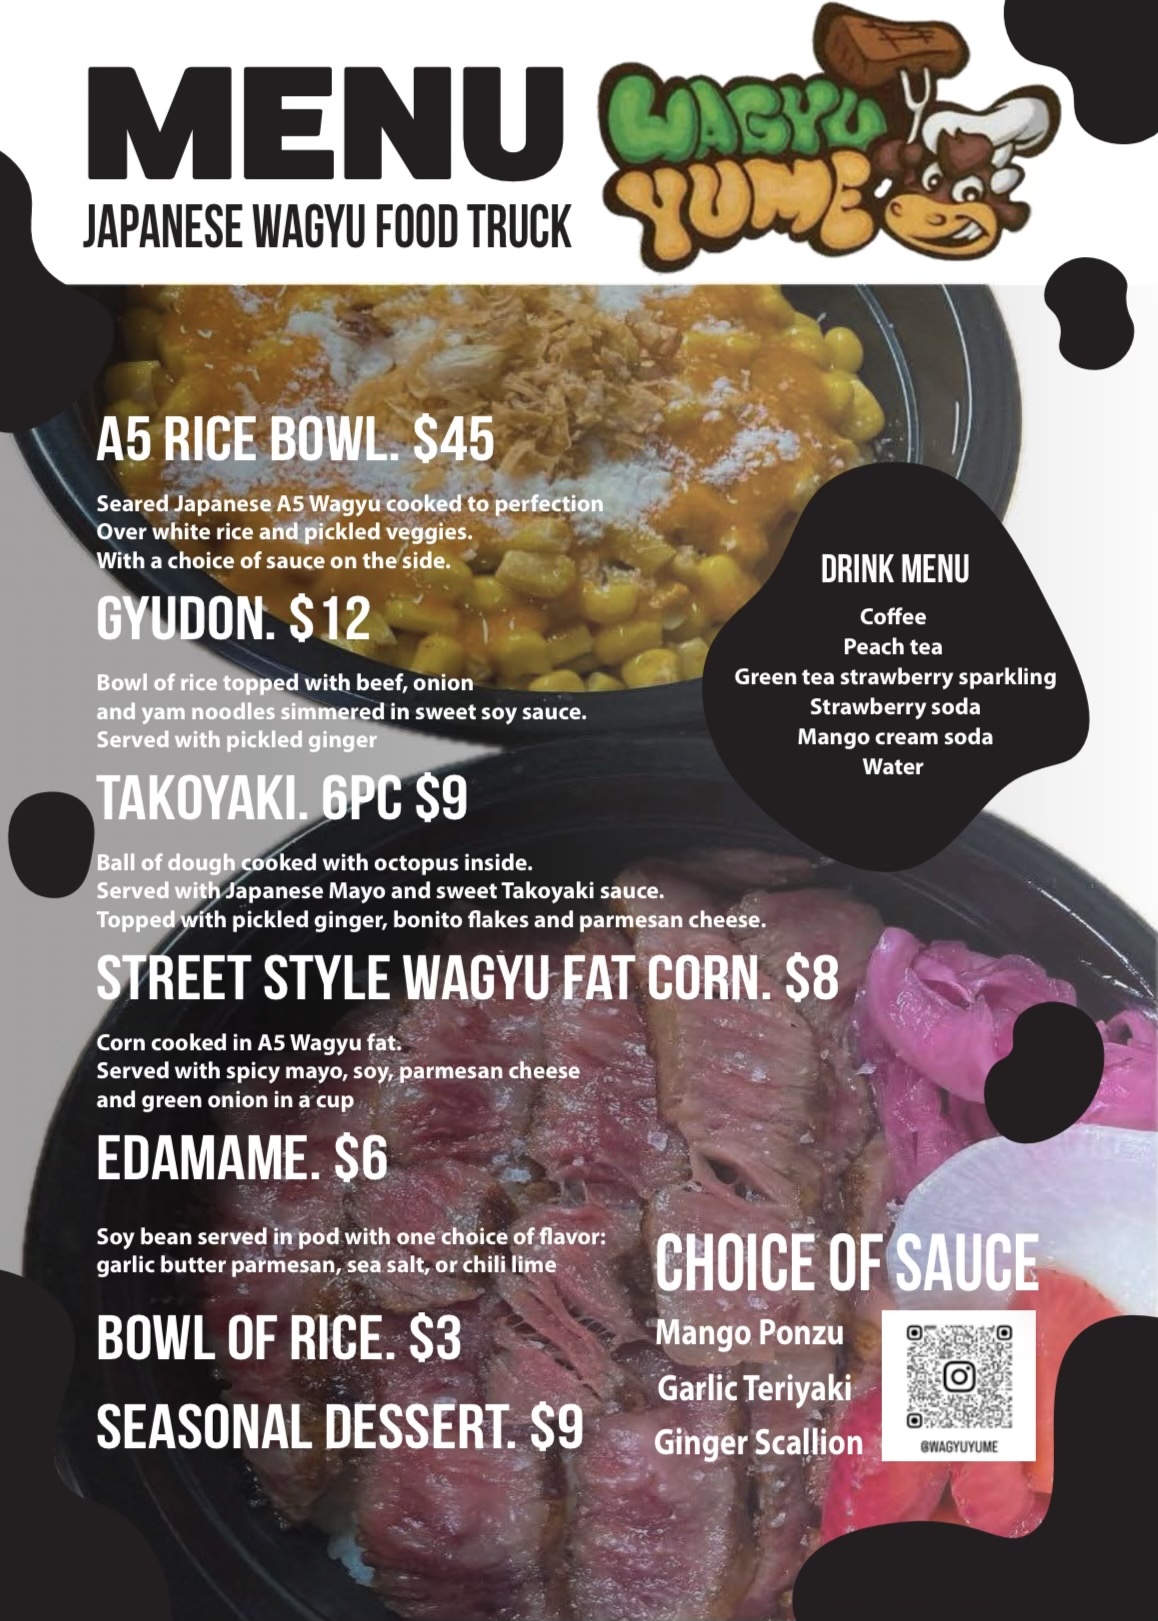 MENU
JAPANESE WAGYU FOOD TRUCK
WAGYU
YUME
A5 RICE BOWL. $45
Seared Japanese A5 Wagyu cooked to perfection
Over white rice and pickled veggies.
With a choice of sauce on the side.
GYUDON. $12
Bowl of rice topped with beef, onion
and yam noodles simmered in sweet soy sauce.
Served with pickled ginger
TAKOYAKI. 6PC $9
Ball of dough cooked with octopus inside.
Served with Japanese Mayo and sweet Takoyaki sauce.
Topped with pickled ginger, bonito flakes and parmesan cheese.
STREET STYLE WAGYU FAT CORN. $8
Corn cooked in A5 Wagyu fat.
Served with spicy mayo, soy, parmesan cheese
and green onion in a cup
EDAMAME. $6
Soy bean served in pod with one choice of flavor:
garlic butter parmesan, sea salt, or chili lime
BOWL OF RICE. $3
SEASONAL DESSERT. $9
DRINK MENU
Coffee
Peach tea
Green tea strawberry sparkling
Strawberry soda
Mango cream soda
Water
CHOICE OF SAUCE
Mango Ponzu
Garlic Teriyaki
Ginger Scallion
@WAGYUYUME